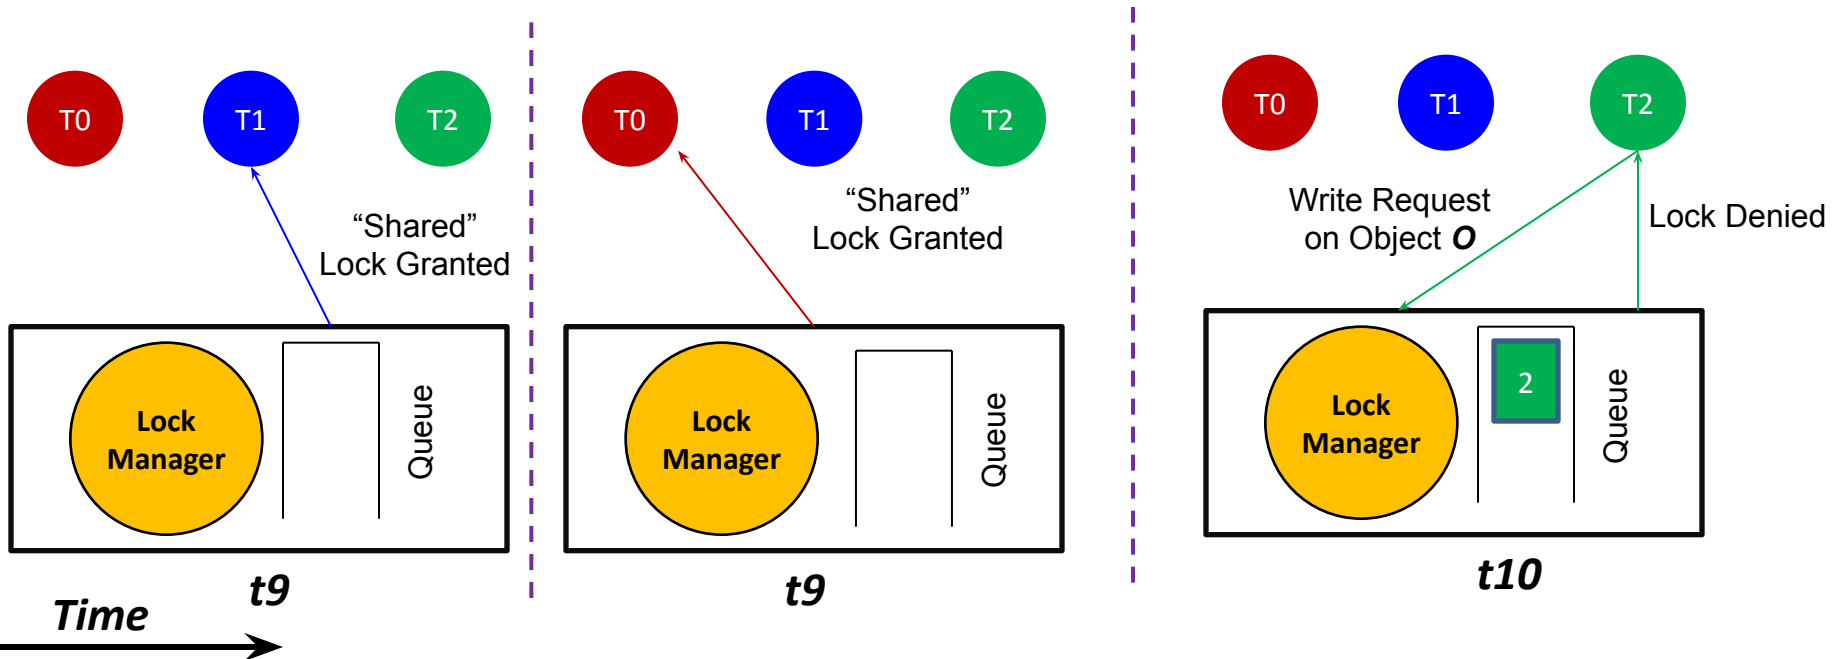 T0
T1
T2
“Shared”
Lock Granted
Lock
Manager
Queue
t9
Time
T0
T1
T2
“Shared”
Lock Granted
Lock
Manager
Queue
t9
T0
T1
T2
Write Request
on Object O
Lock Denied
Lock
Manager
2
Queue
t10